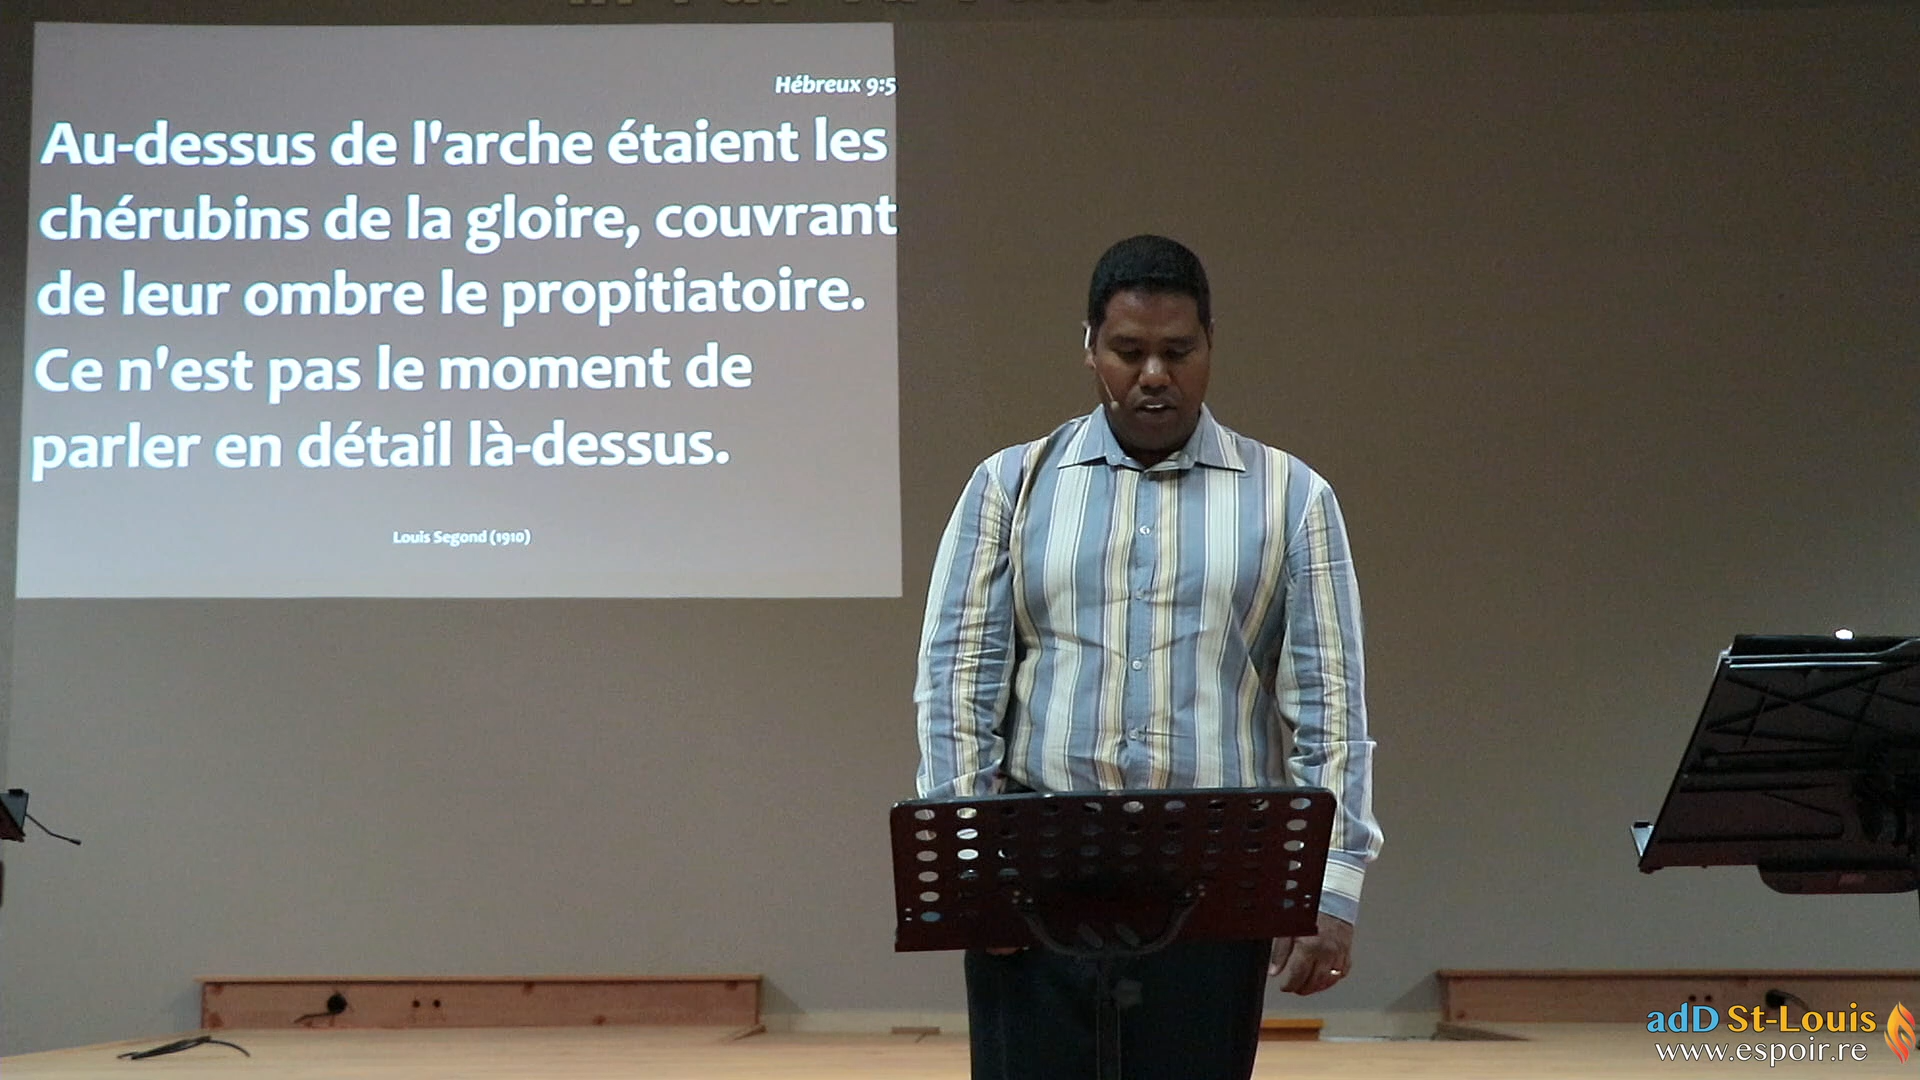 Hébreux 9:5
Au-dessus de l'arche étaient les
chérubins de la gloire, couvrant
de leur ombre le propitiatoire.
Ce n'est pas le moment de
parler en détail là-dessus.
Louis Segond (1910)
adD St-Louis
www.espoir.re